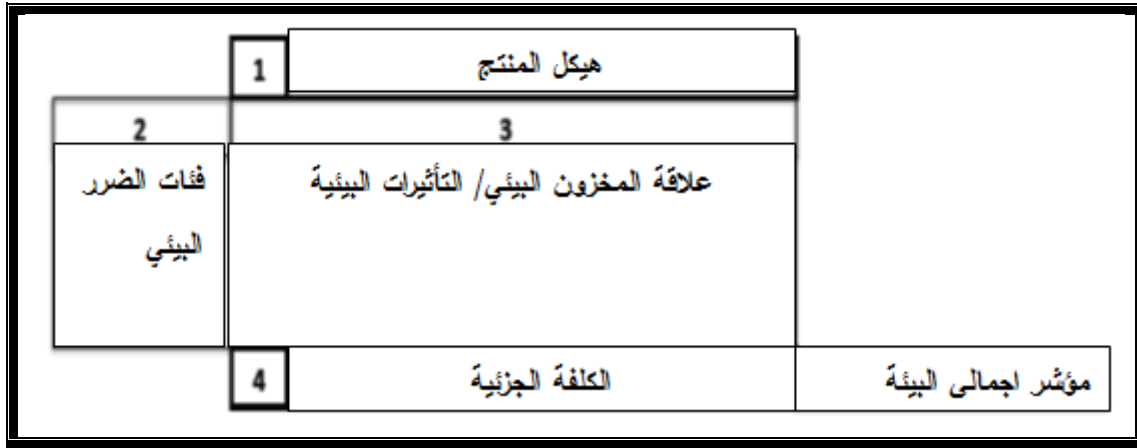 هيكل المنتج
1
3
2
علاقة المخزون البيئي/ التأثيرات البيئية
فئات الضرر
البيئي
مؤشر اجمالى البيئة
الكلفة الجزئية
4